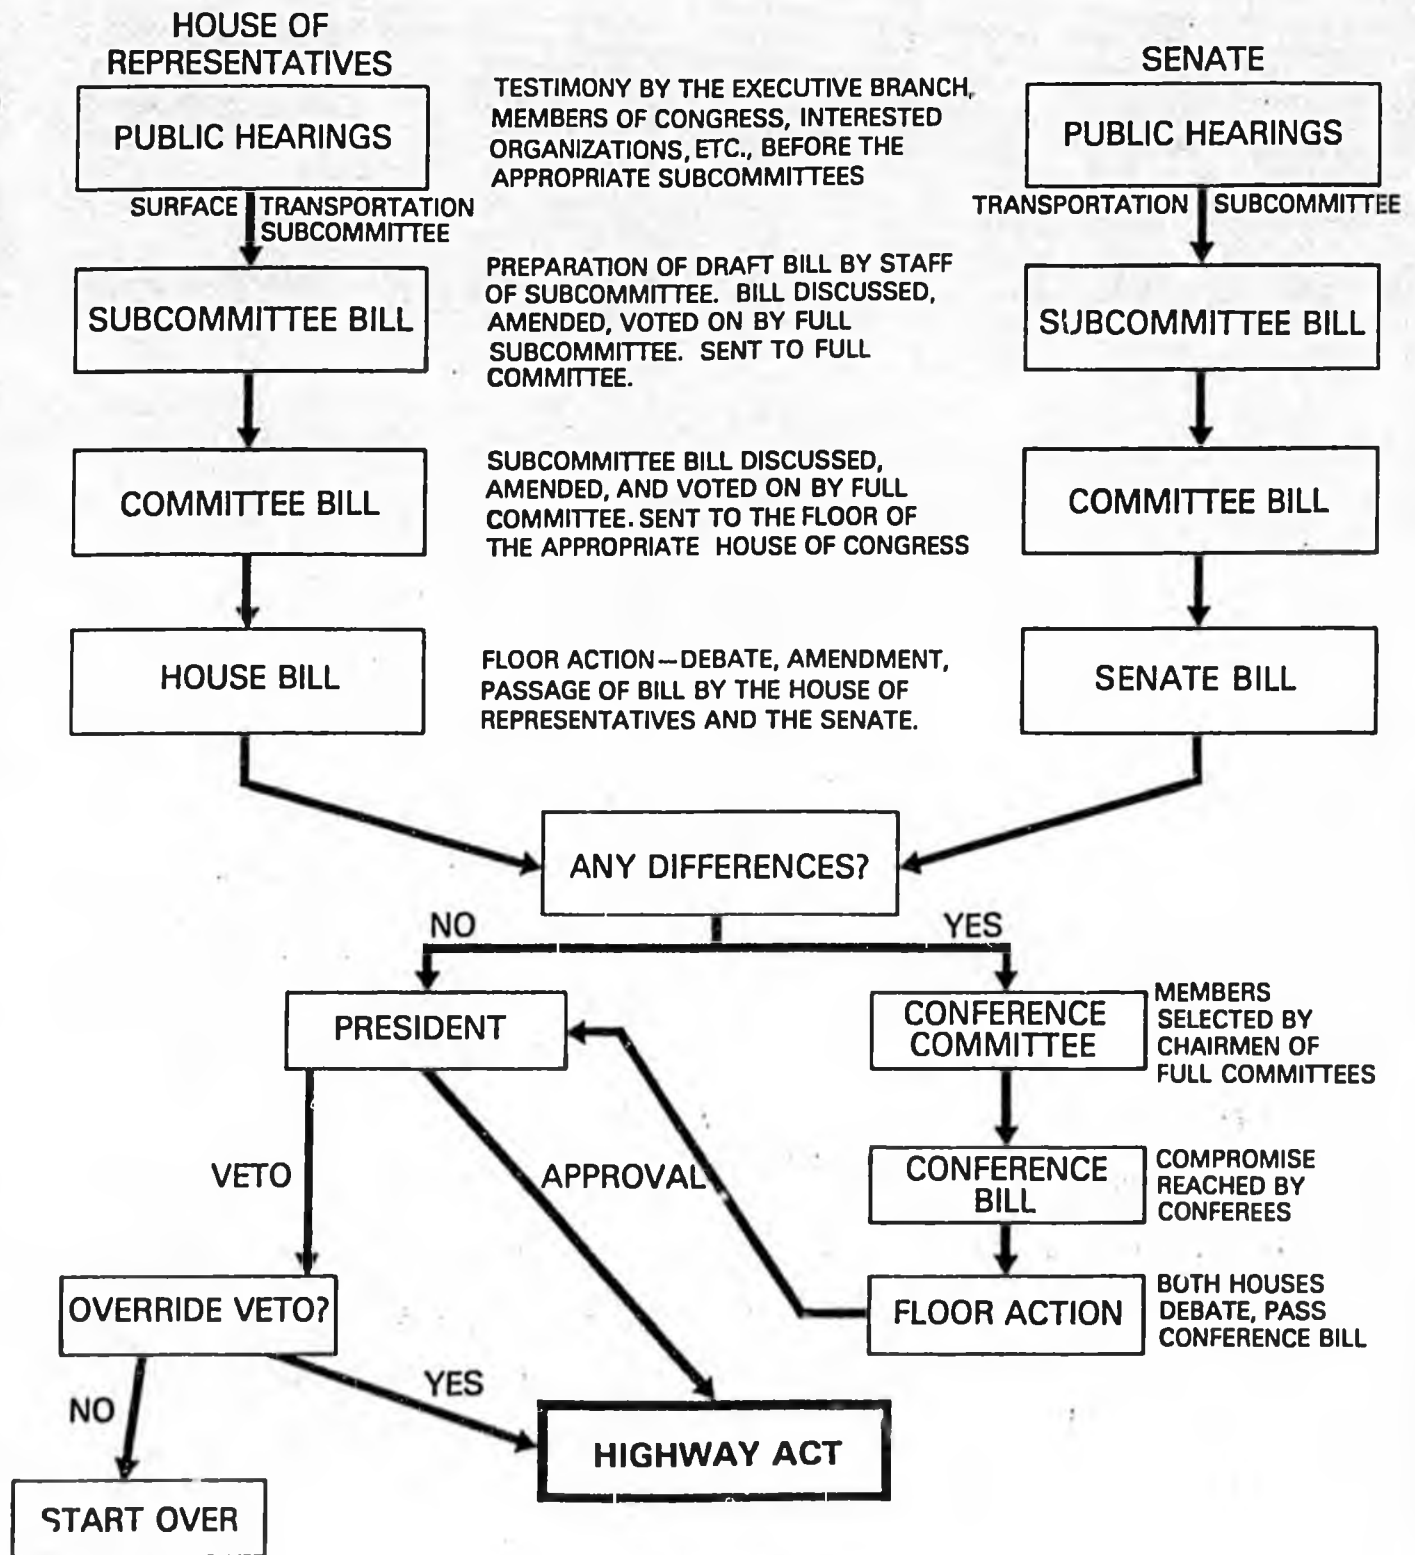 HOUSE OF
REPRESENTATIVES
PUBLIC HEARINGS
SURFACE TRANSPORTATION
SUBCOMMITTEE
TESTIMONY BY THE EXECUTIVE BRANCH,
MEMBERS OF CONGRESS, INTERESTED
ORGANIZATIONS, ETC., BEFORE THE
APPROPRIATE SUBCOMMITTEES
SENATE
PUBLIC HEARINGS
TRANSPORTATION SUBCOMMITTEE
SUBCOMMITTEE BILL
PREPARATION OF DRAFT BILL BY STAFF
OF SUBCOMMITTEE. BILL DISCUSSED,
AMENDED, VOTED ON BY FULL
SUBCOMMITTEE. SENT TO FULL
COMMITTEE.
SUBCOMMITTEE BILL
COMMITTEE BILL
SUBCOMMITTEE BILL DISCUSSED,
AMENDED, AND VOTED ON BY FULL
COMMITTEE. SENT TO THE FLOOR OF
THE APPROPRIATE HOUSE OF CONGRESS
COMMITTEE BILL
HOUSE BILL
FLOOR ACTION—DEBATE, AMENDMENT,
PASSAGE OF BILL BY THE HOUSE OF
REPRESENTATIVES AND THE SENATE.
SENATE BILL
ANY DIFFERENCES?
NO
YES
PRESIDENT
CONFERENCE
COMMITTEE
MEMBERS
SELECTED BY
CHAIRMEN OF
FULL COMMITTEES
VETO
APPROVAL
CONFERENCE
BILL
COMPROMISE
REACHED BY
CONFEREES
OVERRIDE VETO?
FLOOR ACTION
BOTH HOUSES
DEBATE, PASS
CONFERENCE BILL
NO
YES
HIGHWAY ACT
START OVER